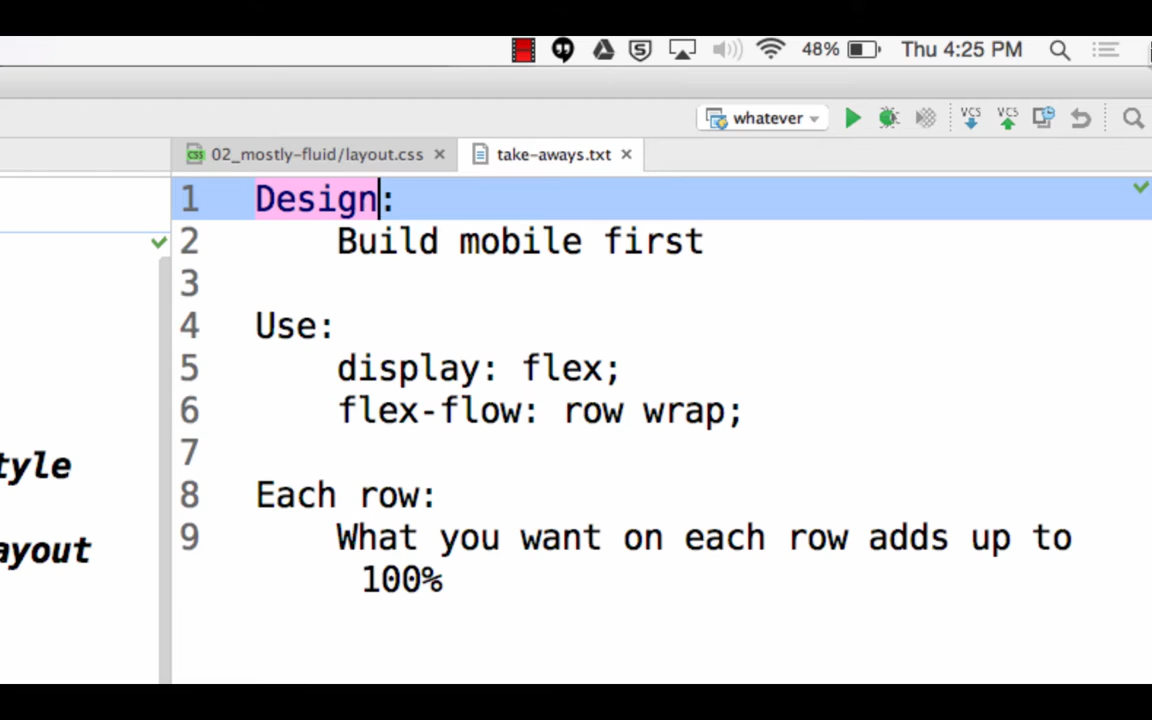 48% Thu 4:25 PM
whatever VCS VCS
CSS 02_mostly-fluid/layout.css take-aways.txt
1 Design:
2 Build mobile first
3
4 Use:
5 display: flex;
6 flex-flow: row wrap;
7
tyle
8 Each row:
9 What you want on each row adds up to
ayout
100%